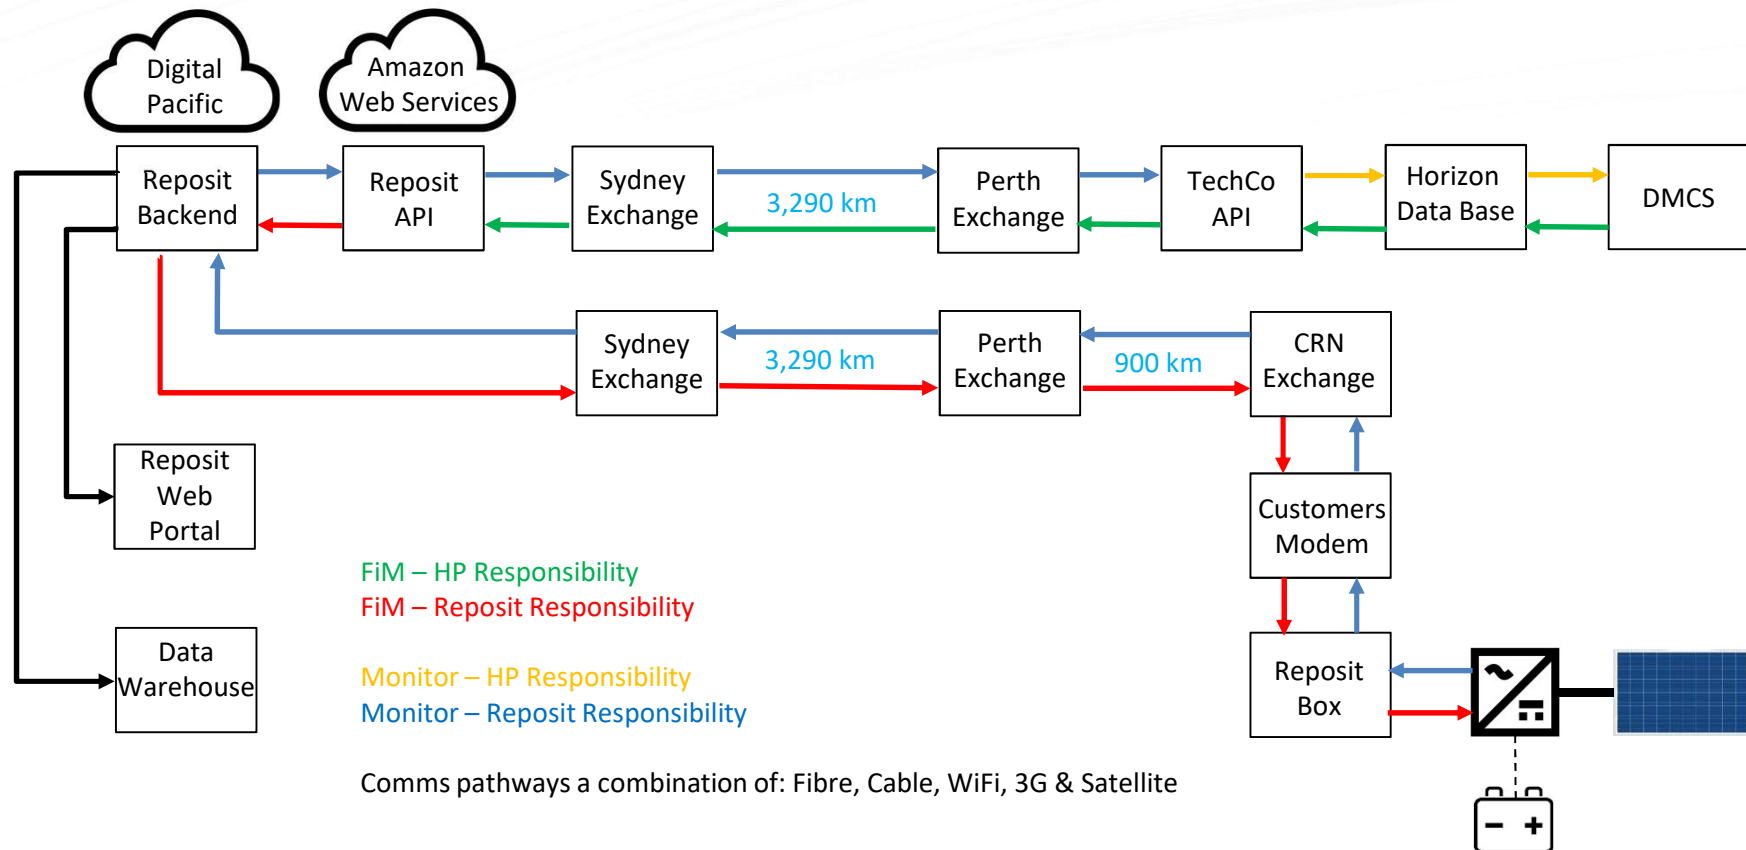 Digital
Pacific
Amazon
Web Services
Reposit
Backend
Reposit
API
Sydney
Exchange
3,290 km
Perth
Exchange
TechCo
API
Horizon
Data Base
DMCS
Sydney
Exchange
3,290 km
Perth
Exchange
900 km
CRN
Exchange
Reposit
Web
Portal
Customers
Modem
FiM – HP Responsibility
FiM – Reposit Responsibility
Data
Warehouse
Monitor – HP Responsibility
Monitor – Reposit Responsibility
Reposit
Box
Comms pathways a combination of: Fibre, Cable, WiFi, 3G & Satellite